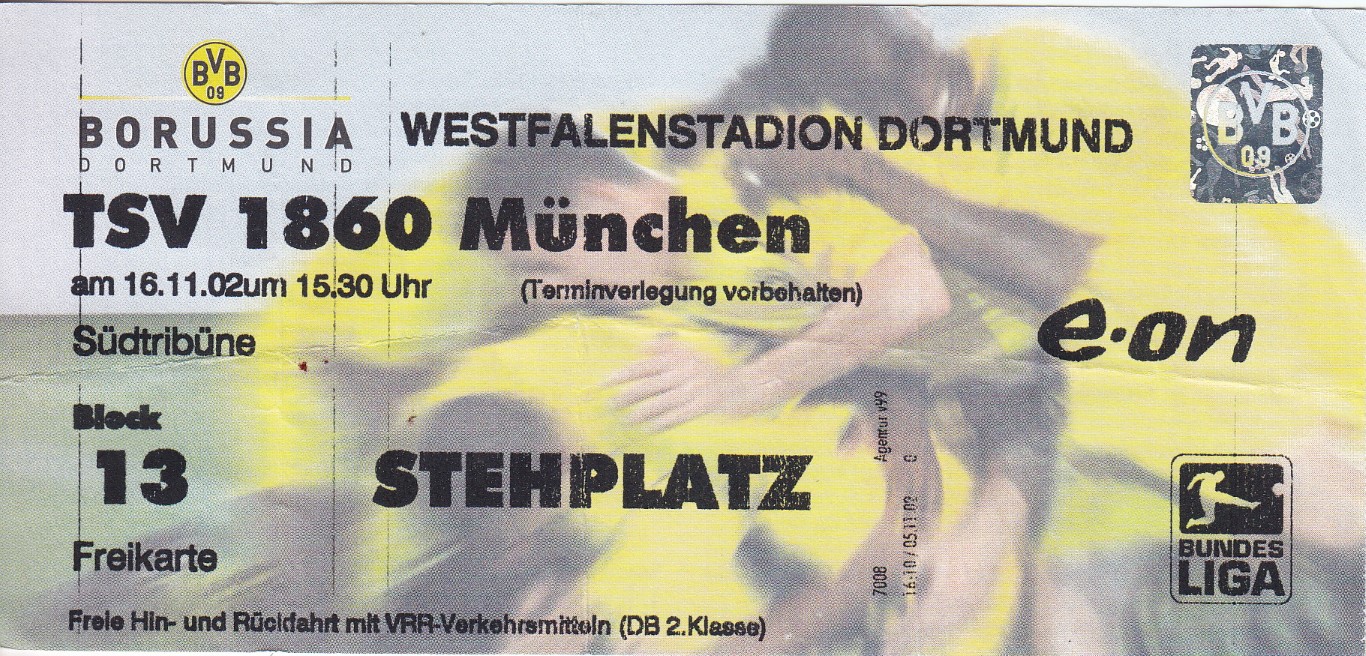 BVB
09
BORUSSIA
DORTMUND
WESTFALENSTADION DORTMUND
BVB
09
TSV 1860 München
am 16.11.02um 15.30 Uhr
(Terminverlegung vorbehalten)
Südtribüne
e·on
Block
13
STEHPLATZ
Freikarte
Freie Hin- und Rückfahrt mit VRR-Verkehrsmitteln (DB 2.Klasse)
7008 Agentur v49
16:10 / 05.11.02 0
BUNDES
LIGA